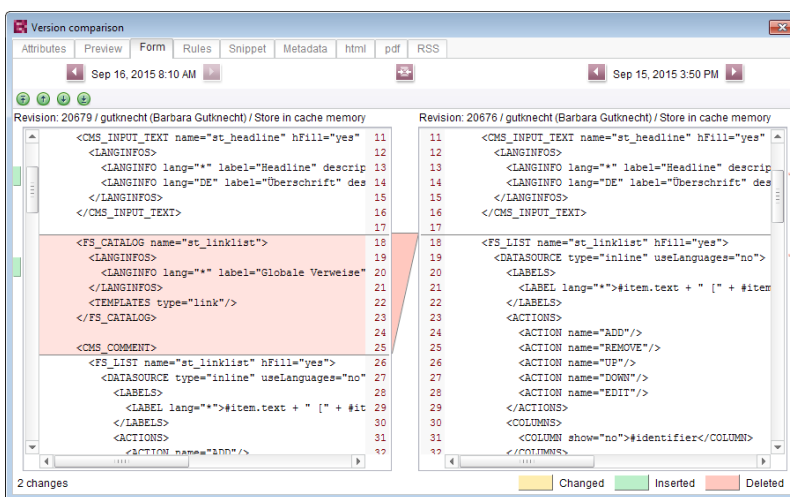 Version comparison
Attributes Preview Form Rules Snippet Metadata html pdf RSS
Sep 16, 2015 8:10 AM
Sep 15, 2015 3:50 PM
Revision: 20679 / gutknecht (Barbara Gutknecht) / Store in cache memory
<CMS_INPUT_TEXT name="st_headline" hFill="yes" 11
<LANGINFOS> 12
<LANGINFO lang="*" label="Headline" descrip 13
<LANGINFO lang="DE" label="Überschrift" des 14
</LANGINFOS> 15
</CMS_INPUT_TEXT> 16
17
<FS_CATALOG name="st_linklist"> 18
<LANGINFOS> 19
<LANGINFO lang="*" label="Globale Verweise" 20
</LANGINFOS> 21
<TEMPLATES type="link"/> 22
</FS_CATALOG> 23
24
<CMS_COMMENT> 25
<FS_LIST name="st_linklist" hFill="yes"> 26
<DATASOURCE type="inline" useLanguages="no" 27
<LABELS> 28
<LABEL lang="*">#item.text + " [" + #it 29
</LABELS> 30
<ACTIONS> 31
<ACTION name="ADD"/> 32
Revision: 20676 / gutknecht (Barbara Gutknecht) / Store in cache memory
11 <CMS_INPUT_TEXT name="st_headline" hFill="yes"
12 <LANGINFOS>
13 <LANGINFO lang="*" label="Headline" descrip
14 <LANGINFO lang="DE" label="Überschrift" des
15 </LANGINFOS>
16 </CMS_INPUT_TEXT>
17
18 <FS_LIST name="st_linklist" hFill="yes">
19 <DATASOURCE type="inline" useLanguages="no">
20 <LABELS>
21 <LABEL lang="*">#item.text + " [" + #item
22 </LABELS>
23 <ACTIONS>
24 <ACTION name="ADD"/>
25 <ACTION name="REMOVE"/>
26 <ACTION name="UP"/>
27 <ACTION name="DOWN"/>
28 <ACTION name="EDIT"/>
29 </ACTIONS>
30 <COLUMNS>
31 <COLUMN show="no">#identifier</COLUMN>
32 </COLUMNS>
2 changes
Changed Inserted Deleted